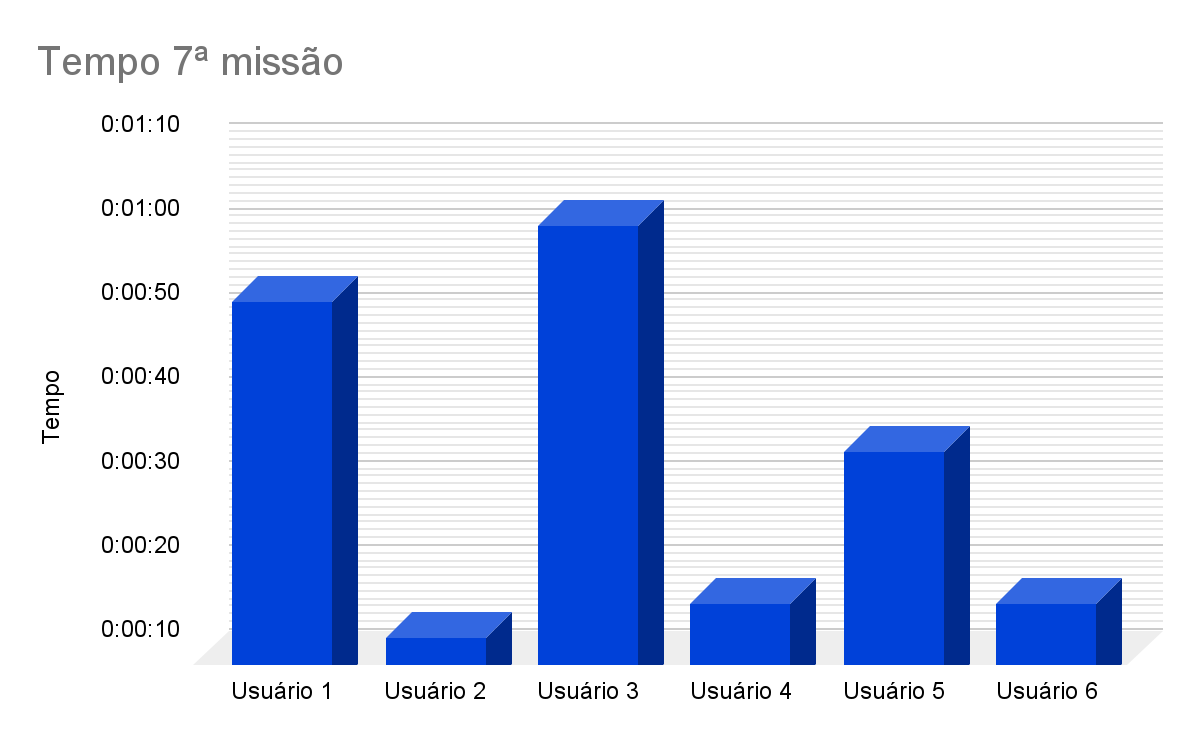 Tempo 7ª missão
0:01:10
0:01:00
0:00:50
0:00:40
0:00:30
0:00:20
0:00:10
Tempo
Usuário 1
Usuário 2
Usuário 3
Usuário 4
Usuário 5
Usuário 6